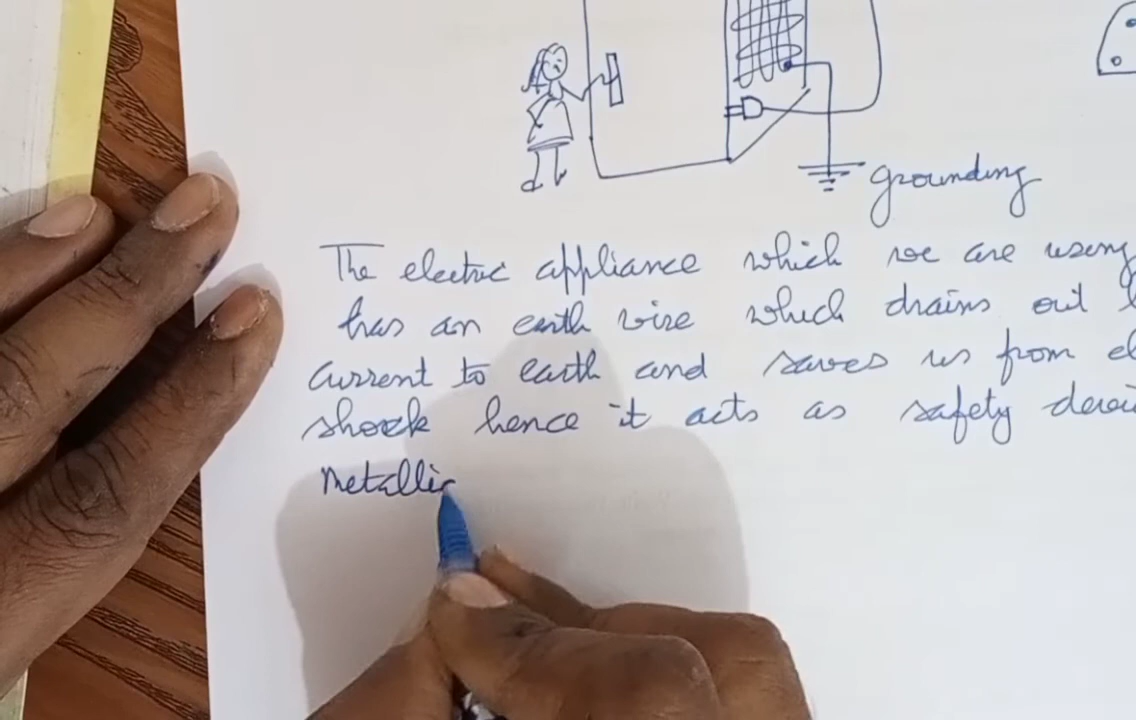 grounding
The electric appliance which we are using
has an earth wire which drains out
current to earth and saves us from
shock hence it acts as safety
Metallic